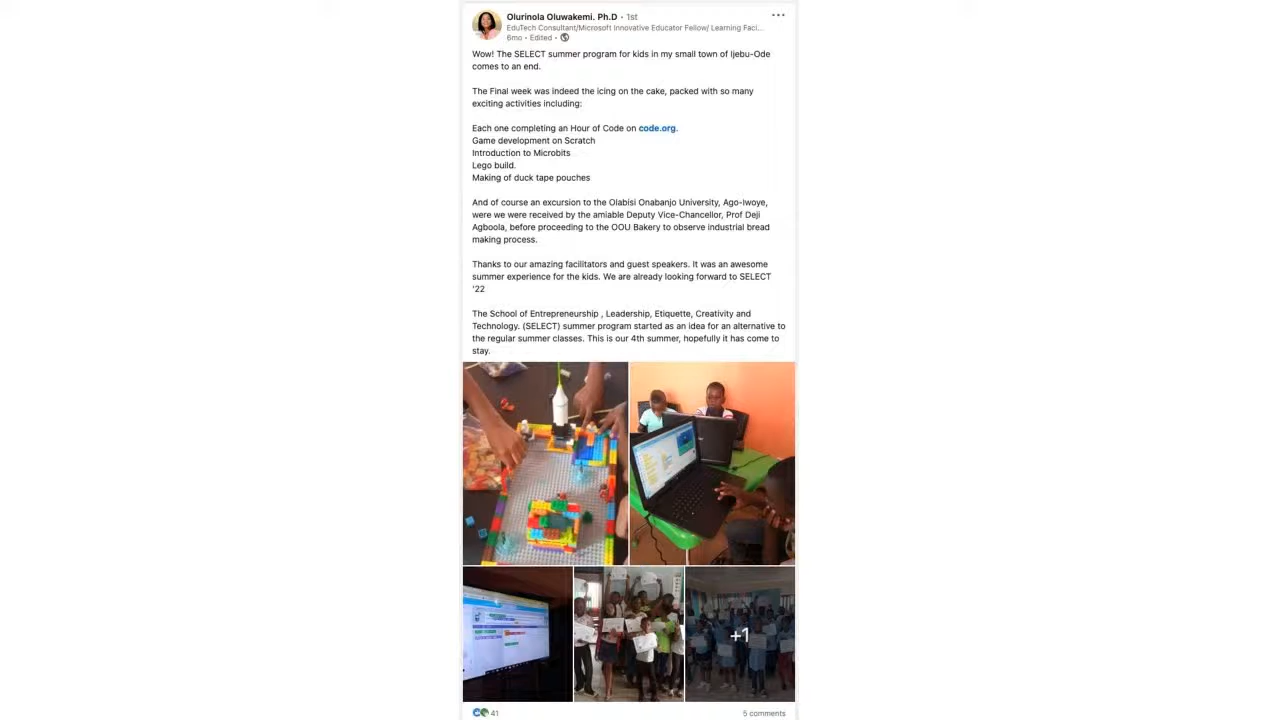 Olurinola Oluwakemi. Ph.D • 1st
EduTech Consultant/Microsoft Innovative Educator Fellow/ Learning Faci...
6mo • Edited •
Wow! The SELECT summer program for kids in my small town of Ijebu-Ode
comes to an end.
The Final week was indeed the icing on the cake, packed with so many
exciting activities including:
Each one completing an Hour of Code on code.org.
Game development on Scratch
Introduction to Microbits
Lego build.
Making of duck tape pouches
And of course an excursion to the Olabisi Onabanjo University, Ago-Iwoye,
were we were received by the amiable Deputy Vice-Chancellor, Prof Deji
Agboola, before proceeding to the OOU Bakery to observe industrial bread
making process.
Thanks to our amazing facilitators and guest speakers. It was an awesome
summer experience for the kids. We are already looking forward to SELECT
'22
The School of Entrepreneurship , Leadership, Etiquette, Creativity and
Technology. (SELECT) summer program started as an idea for an alternative to
the regular summer classes. This is our 4th summer, hopefully it has come to
stay.
+1
41
5 comments